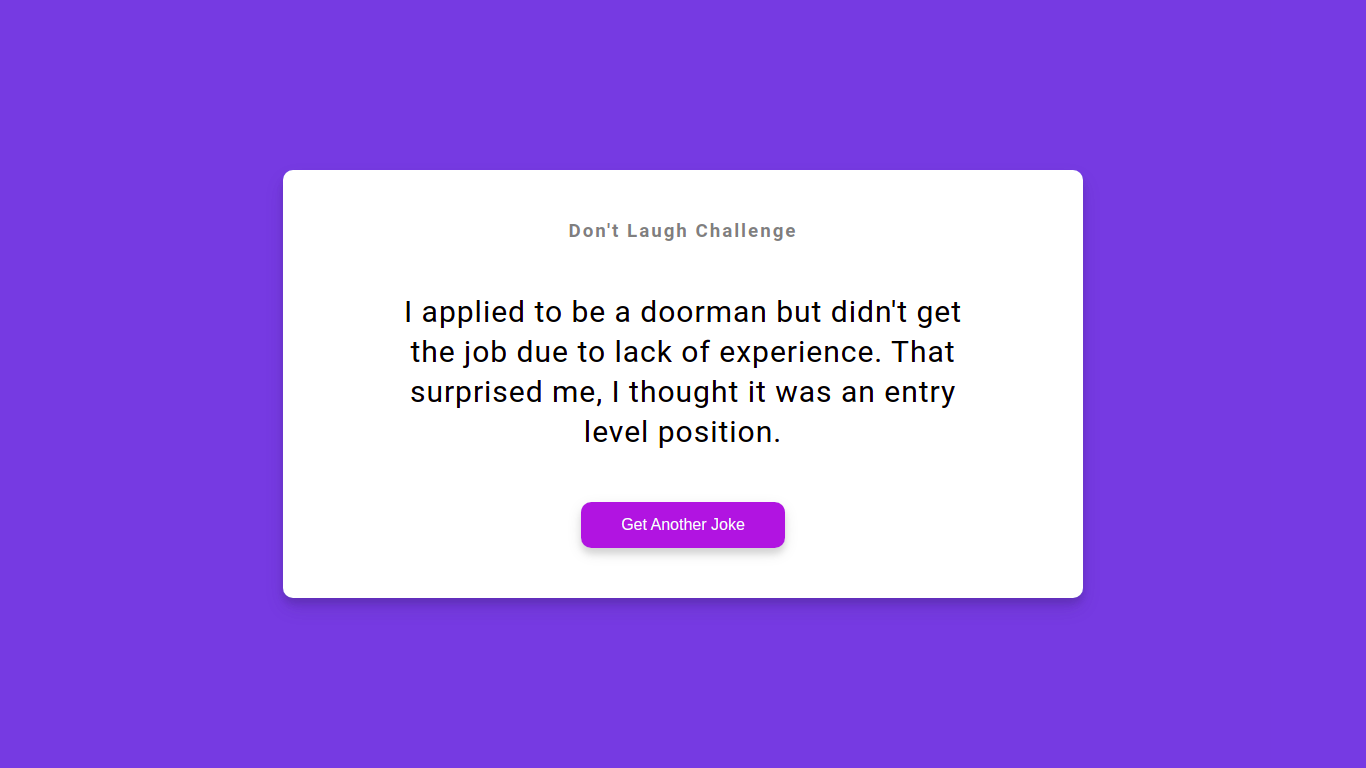 Don't Laugh Challenge
I applied to be a doorman but didn't get
the job due to lack of experience. That
surprised me, I thought it was an entry
level position.
Get Another Joke